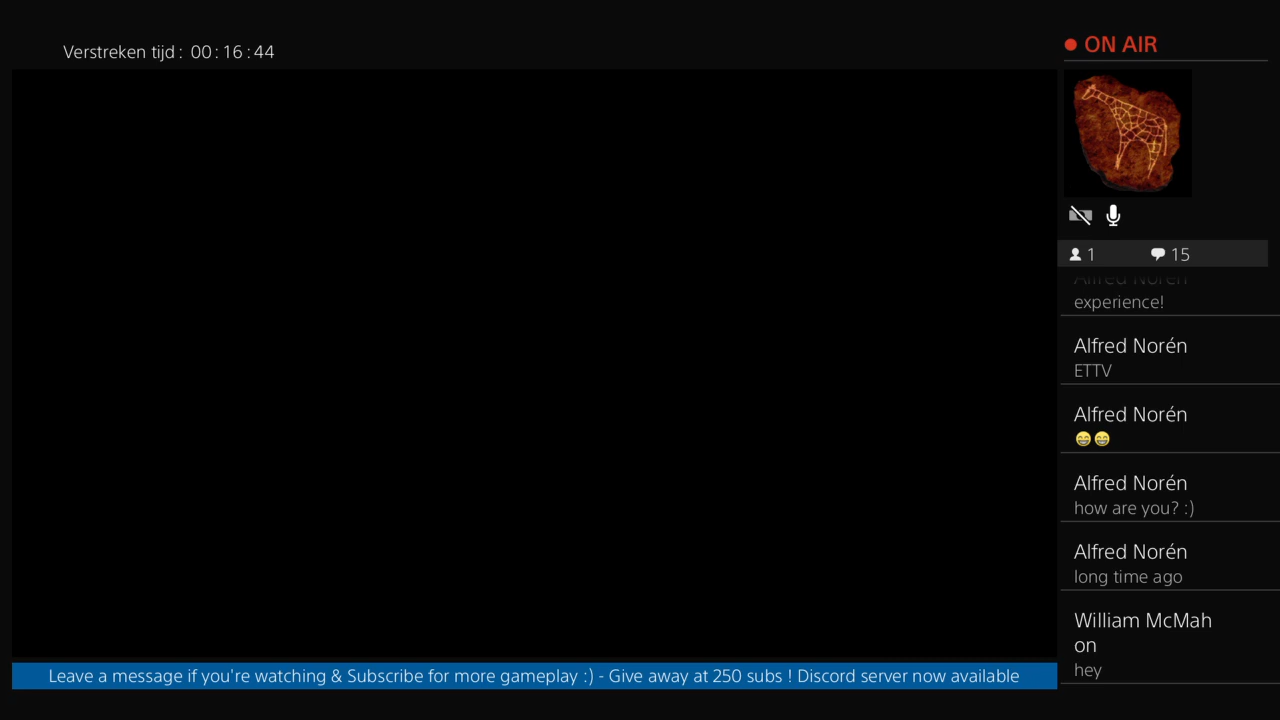 Verstreken tijd : 00 : 16 : 44
ON AIR
1
15
Alfred Norén
experience!
Alfred Norén
ETTV
Alfred Norén
😁😁
Alfred Norén
how are you? :)
Alfred Norén
long time ago
William McMah
on
hey
Leave a message if you're watching & Subscribe for more gameplay :) - Give away at 250 subs ! Discord server now available